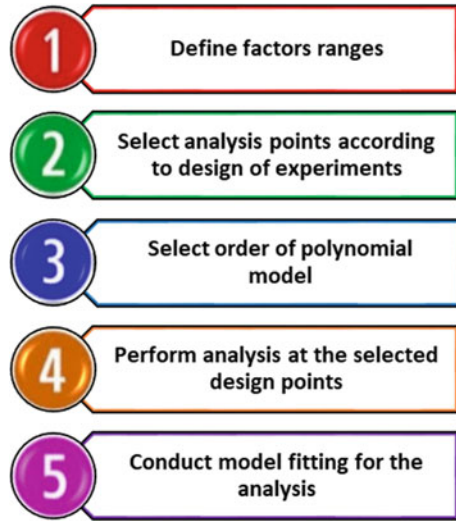 1
Define factors ranges
2
Select analysis points according
to design of experiments
3
Select order of polynomial
model
4
Perform analysis at the selected
design points
5
Conduct model fitting for the
analysis